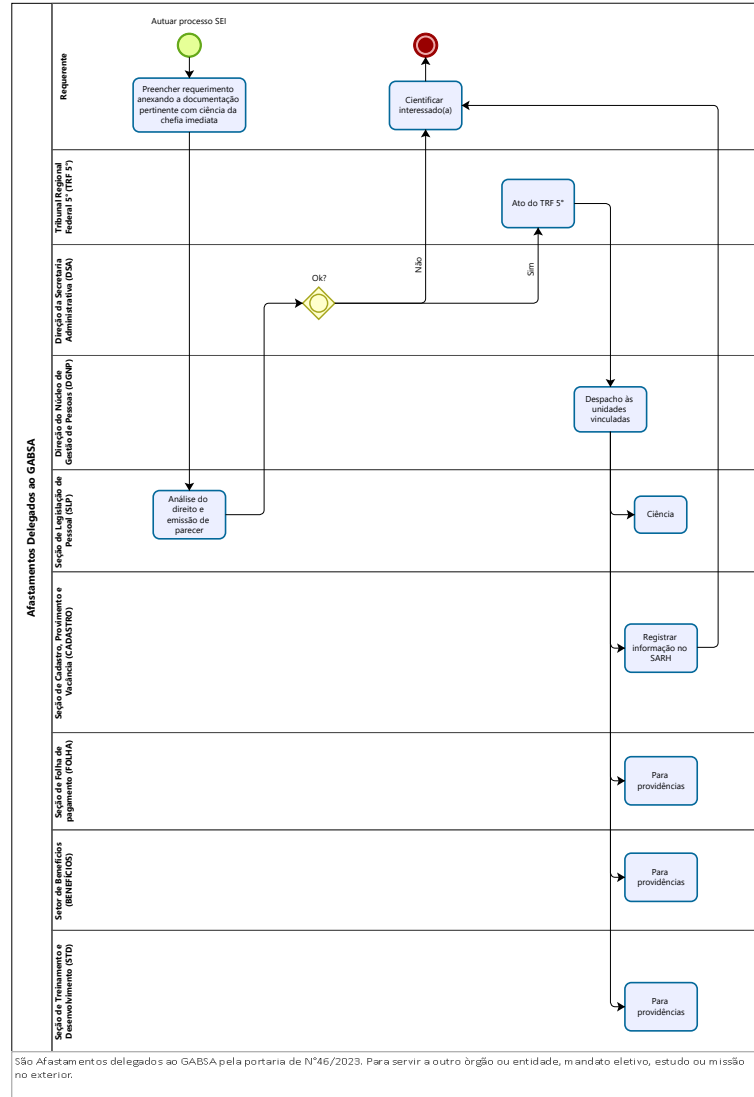 Afastamentos Delegados ao GABSA
Requerente
Autuar processo SEI
Preencher requerimento
anexando a documentação
pertinente com ciência da
chefia imediata
Cientificar
interessado(a)
Tribunal Regional
Federal 5° (TRF 5°)
Ato do TRF 5°
Direção da Secretaria
Administrativa (DSA)
Ok?
Não
Sim
Direção do Núcleo de
Gestão de Pessoas (DGNP)
Despacho às
unidades
vinculadas
Seção de Legislação de
Pessoal (SLP)
Análise do
direito e
emissão de
parecer
Ciência
Seção de Cadastro, Provimento e
Vacância (CADASTRO)
Registrar
informação no
SARH
Seção de Folha de
pagamento (FOLHA)
Para
providências
Setor de Benefícios
(BENEFÍCIOS)
Para
providências
Seção de Treinamento e
Desenvolvimento (STD)
Para
providências
São Afastamentos delegados ao GABSA pela portaria de N°46/2023. Para servir a outro òrgão ou entidade, mandato eletivo, estudo ou missão
no exterior.